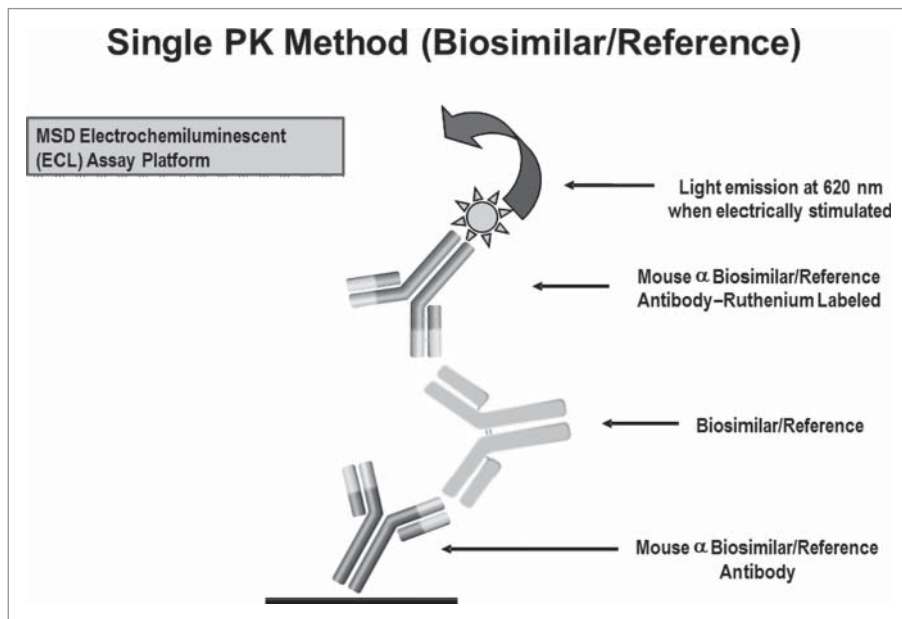 Single PK Method (Biosimilar/Reference)
MSD Electrochemiluminescent
(ECL) Assay Platform
Light emission at 620 nm
when electrically stimulated
Mouse α Biosimilar/Reference
Antibody–Ruthenium Labeled
Biosimilar/Reference
Mouse α Biosimilar/Reference
Antibody